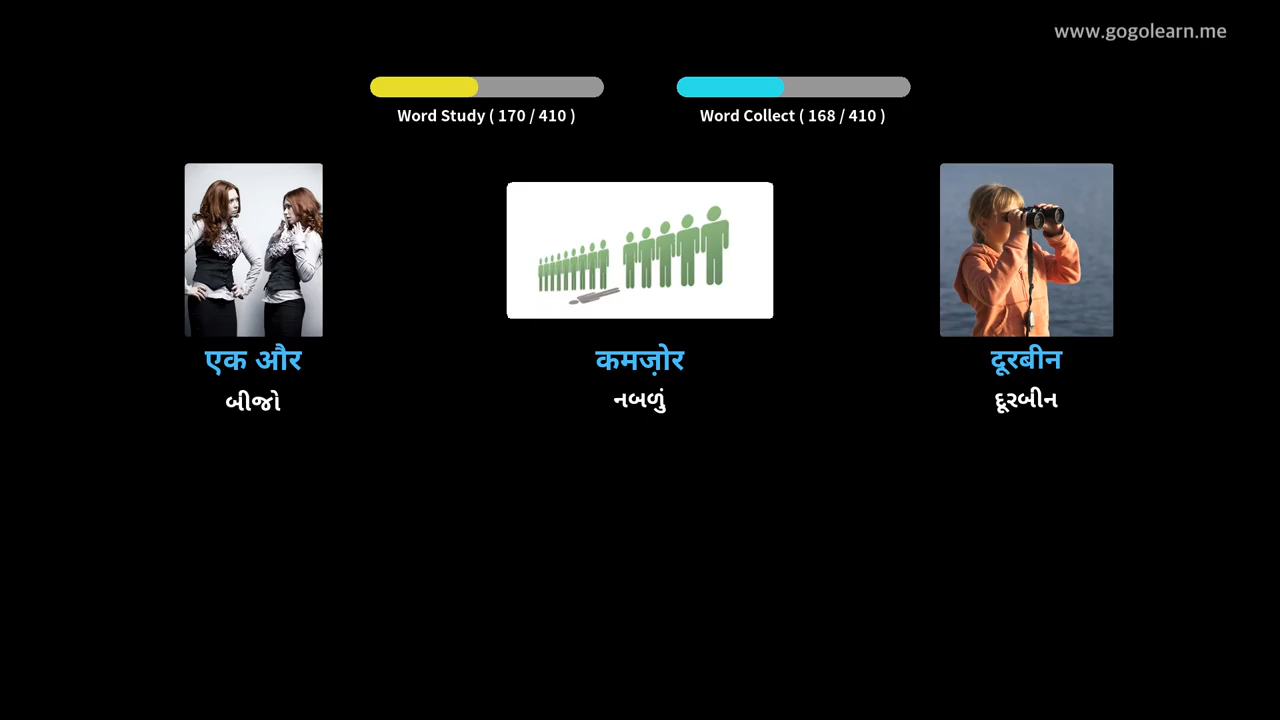 www.gogolearn.me
Word Study ( 170 / 410 )
Word Collect ( 168 / 410 )
एक और
कमज़ोर
दूरबीन
બીજો
નબળું
દૂરબીન